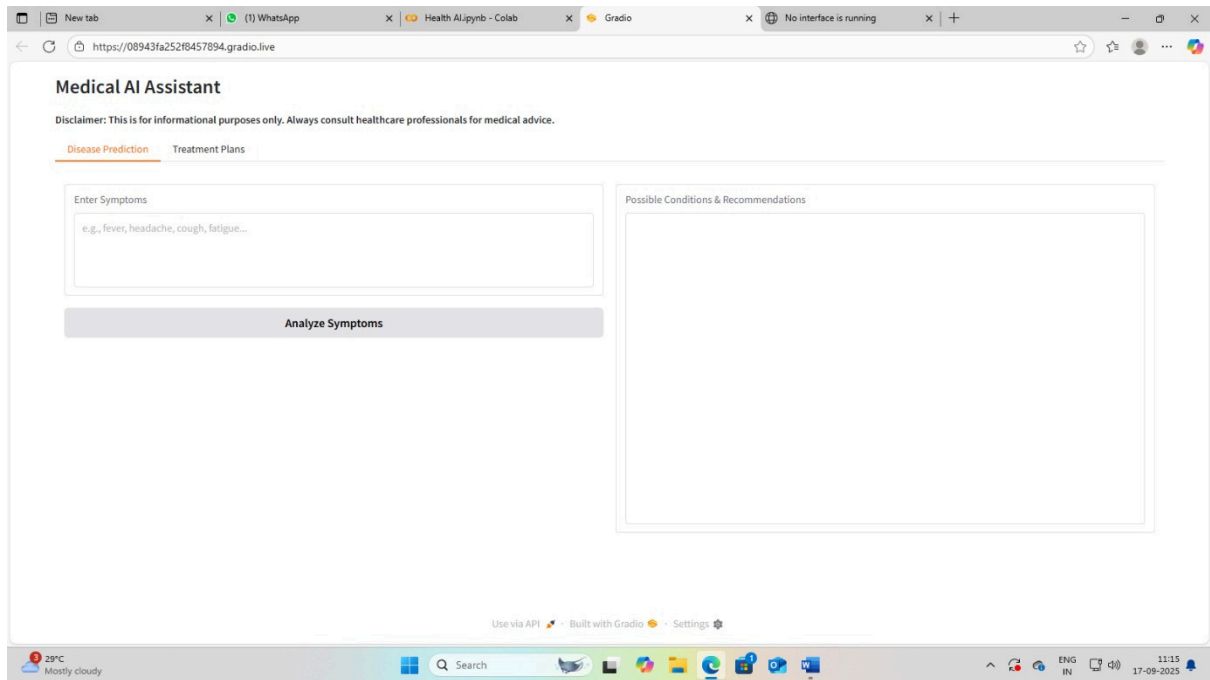 New tab
(1) WhatsApp
Health AI.ipynb - Colab
Gradio
No interface is running
https://08943fa252f8457894.gradio.live
Medical AI Assistant
Disclaimer: This is for informational purposes only. Always consult healthcare professionals for medical advice.
Disease Prediction
Treatment Plans
Enter Symptoms
e.g., fever, headache, cough, fatigue...
Analyze Symptoms
Possible Conditions & Recommendations
Use via API · Built with Gradio · Settings
3
29°C
Mostly cloudy
Search
1
ENG
IN
11:15
17-09-2025